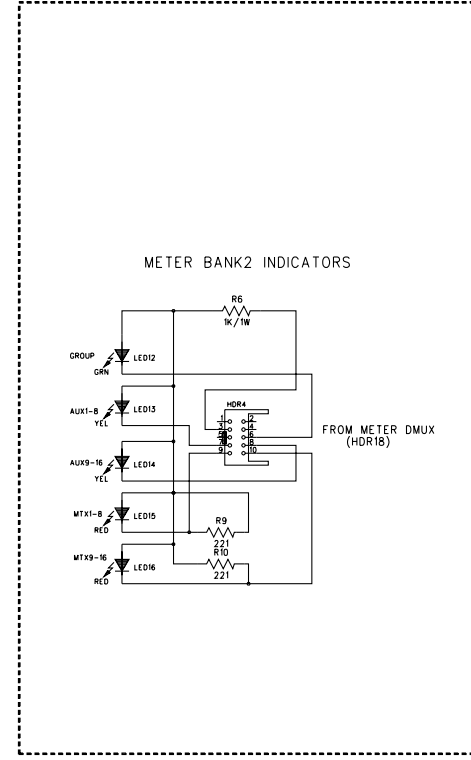 METER BANK2 INDICATORS
R6
1K/1W
GROUP
GRN
LED12
AUX1-8
YEL
LED13
AUX9-16
YEL
LED14
MTX1-8
RED
LED15
MTX9-16
RED
LED16
HDR4
1 2
3 4
6
7 8
9 10
FROM METER DMUX
(HDR18)
R9
221
R10
221